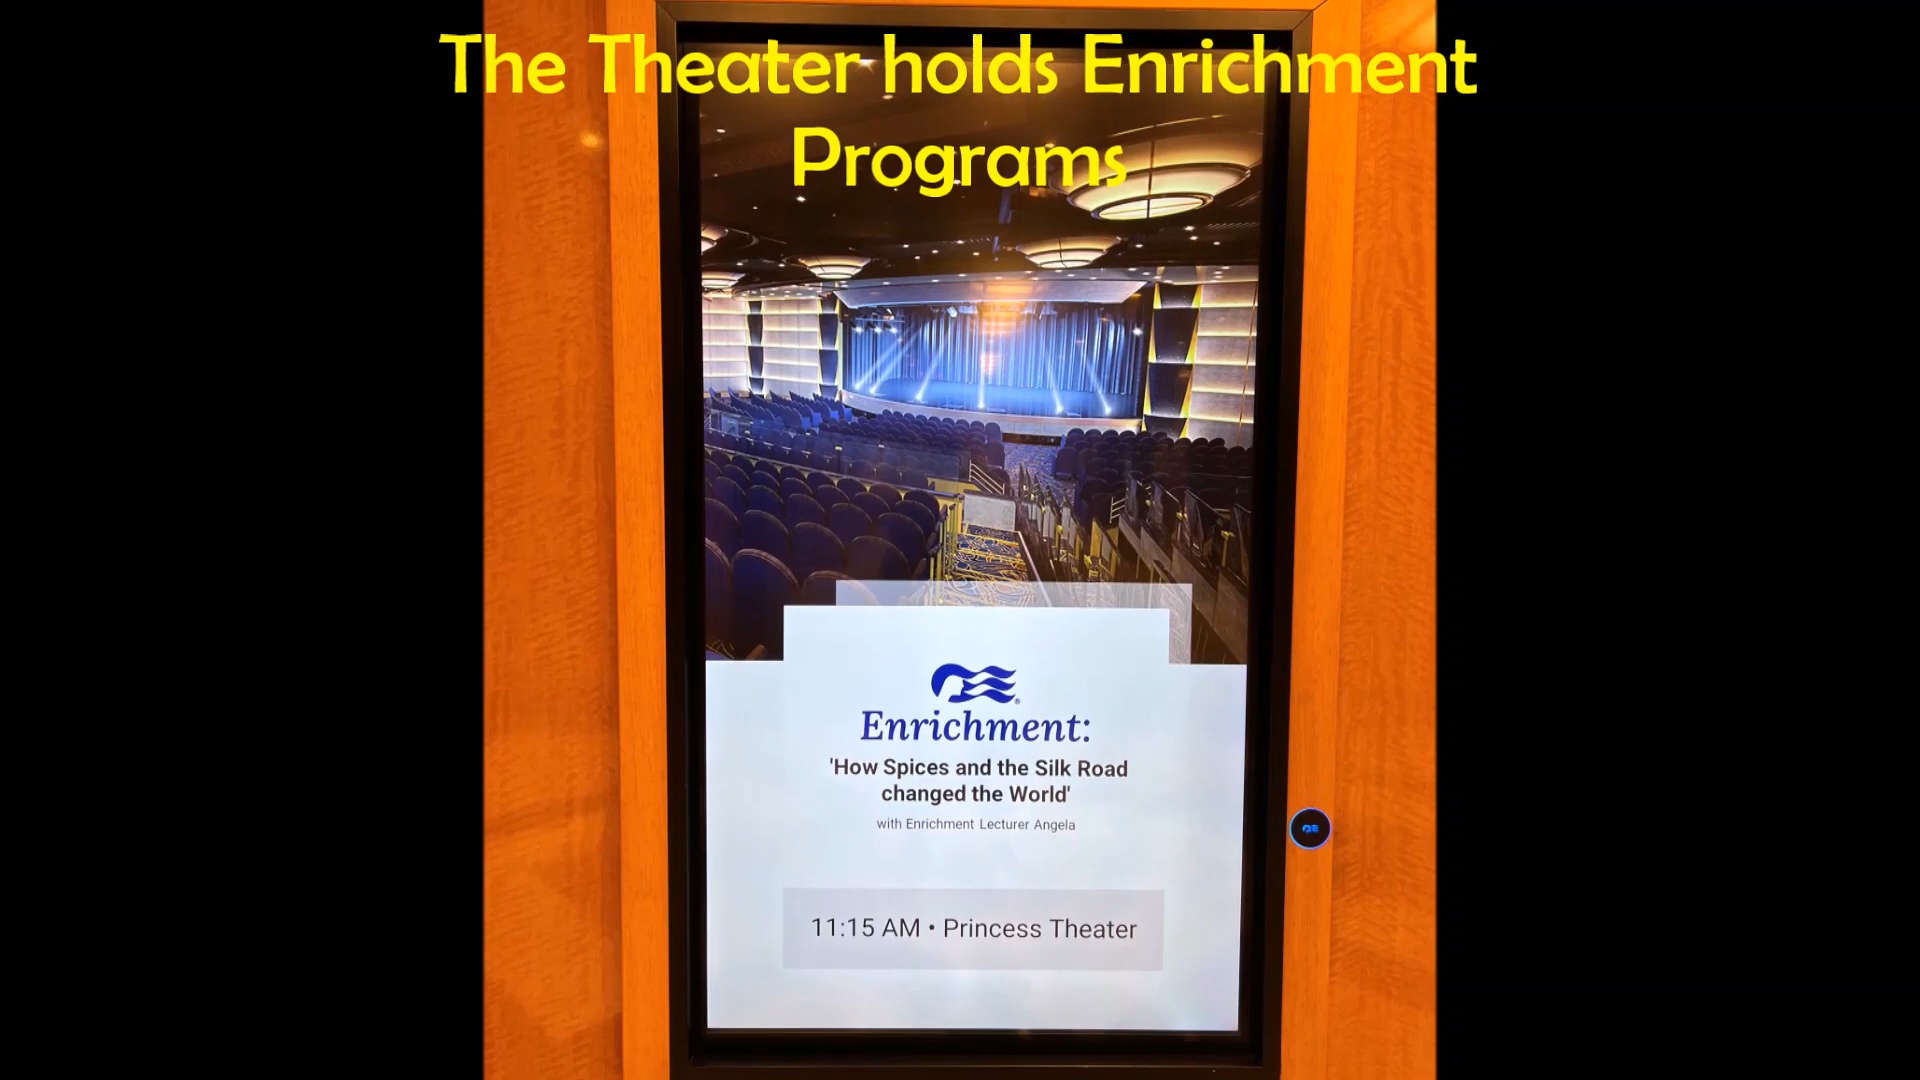 The Theater holds Enrichment
Programs
Enrichment:
'How Spices and the Silk Road
changed the World'
with Enrichment Lecturer Angela
11:15 AM • Princess Theater